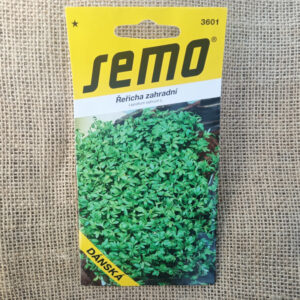 3601
semo®
Řeřicha zahradní
DÁNSKÁ